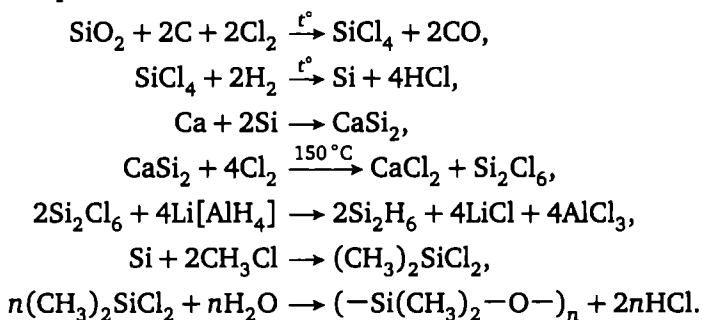 SiO₂ + 2C + 2Cl₂ —t°→ SiCl₄ + 2CO,
SiCl₄ + 2H₂ —t°→ Si + 4HCl,
Ca + 2Si ⟶ CaSi₂,
CaSi₂ + 4Cl₂ —150 °C→ CaCl₂ + Si₂Cl₆,
2Si₂Cl₆ + 4Li[AlH₄] ⟶ 2Si₂H₆ + 4LiCl + 4AlCl₃,
Si + 2CH₃Cl ⟶ (CH₃)₂SiCl₂,
n(CH₃)₂SiCl₂ + nH₂O ⟶ (—Si(CH₃)₂—O—)ₙ + 2nHCl.